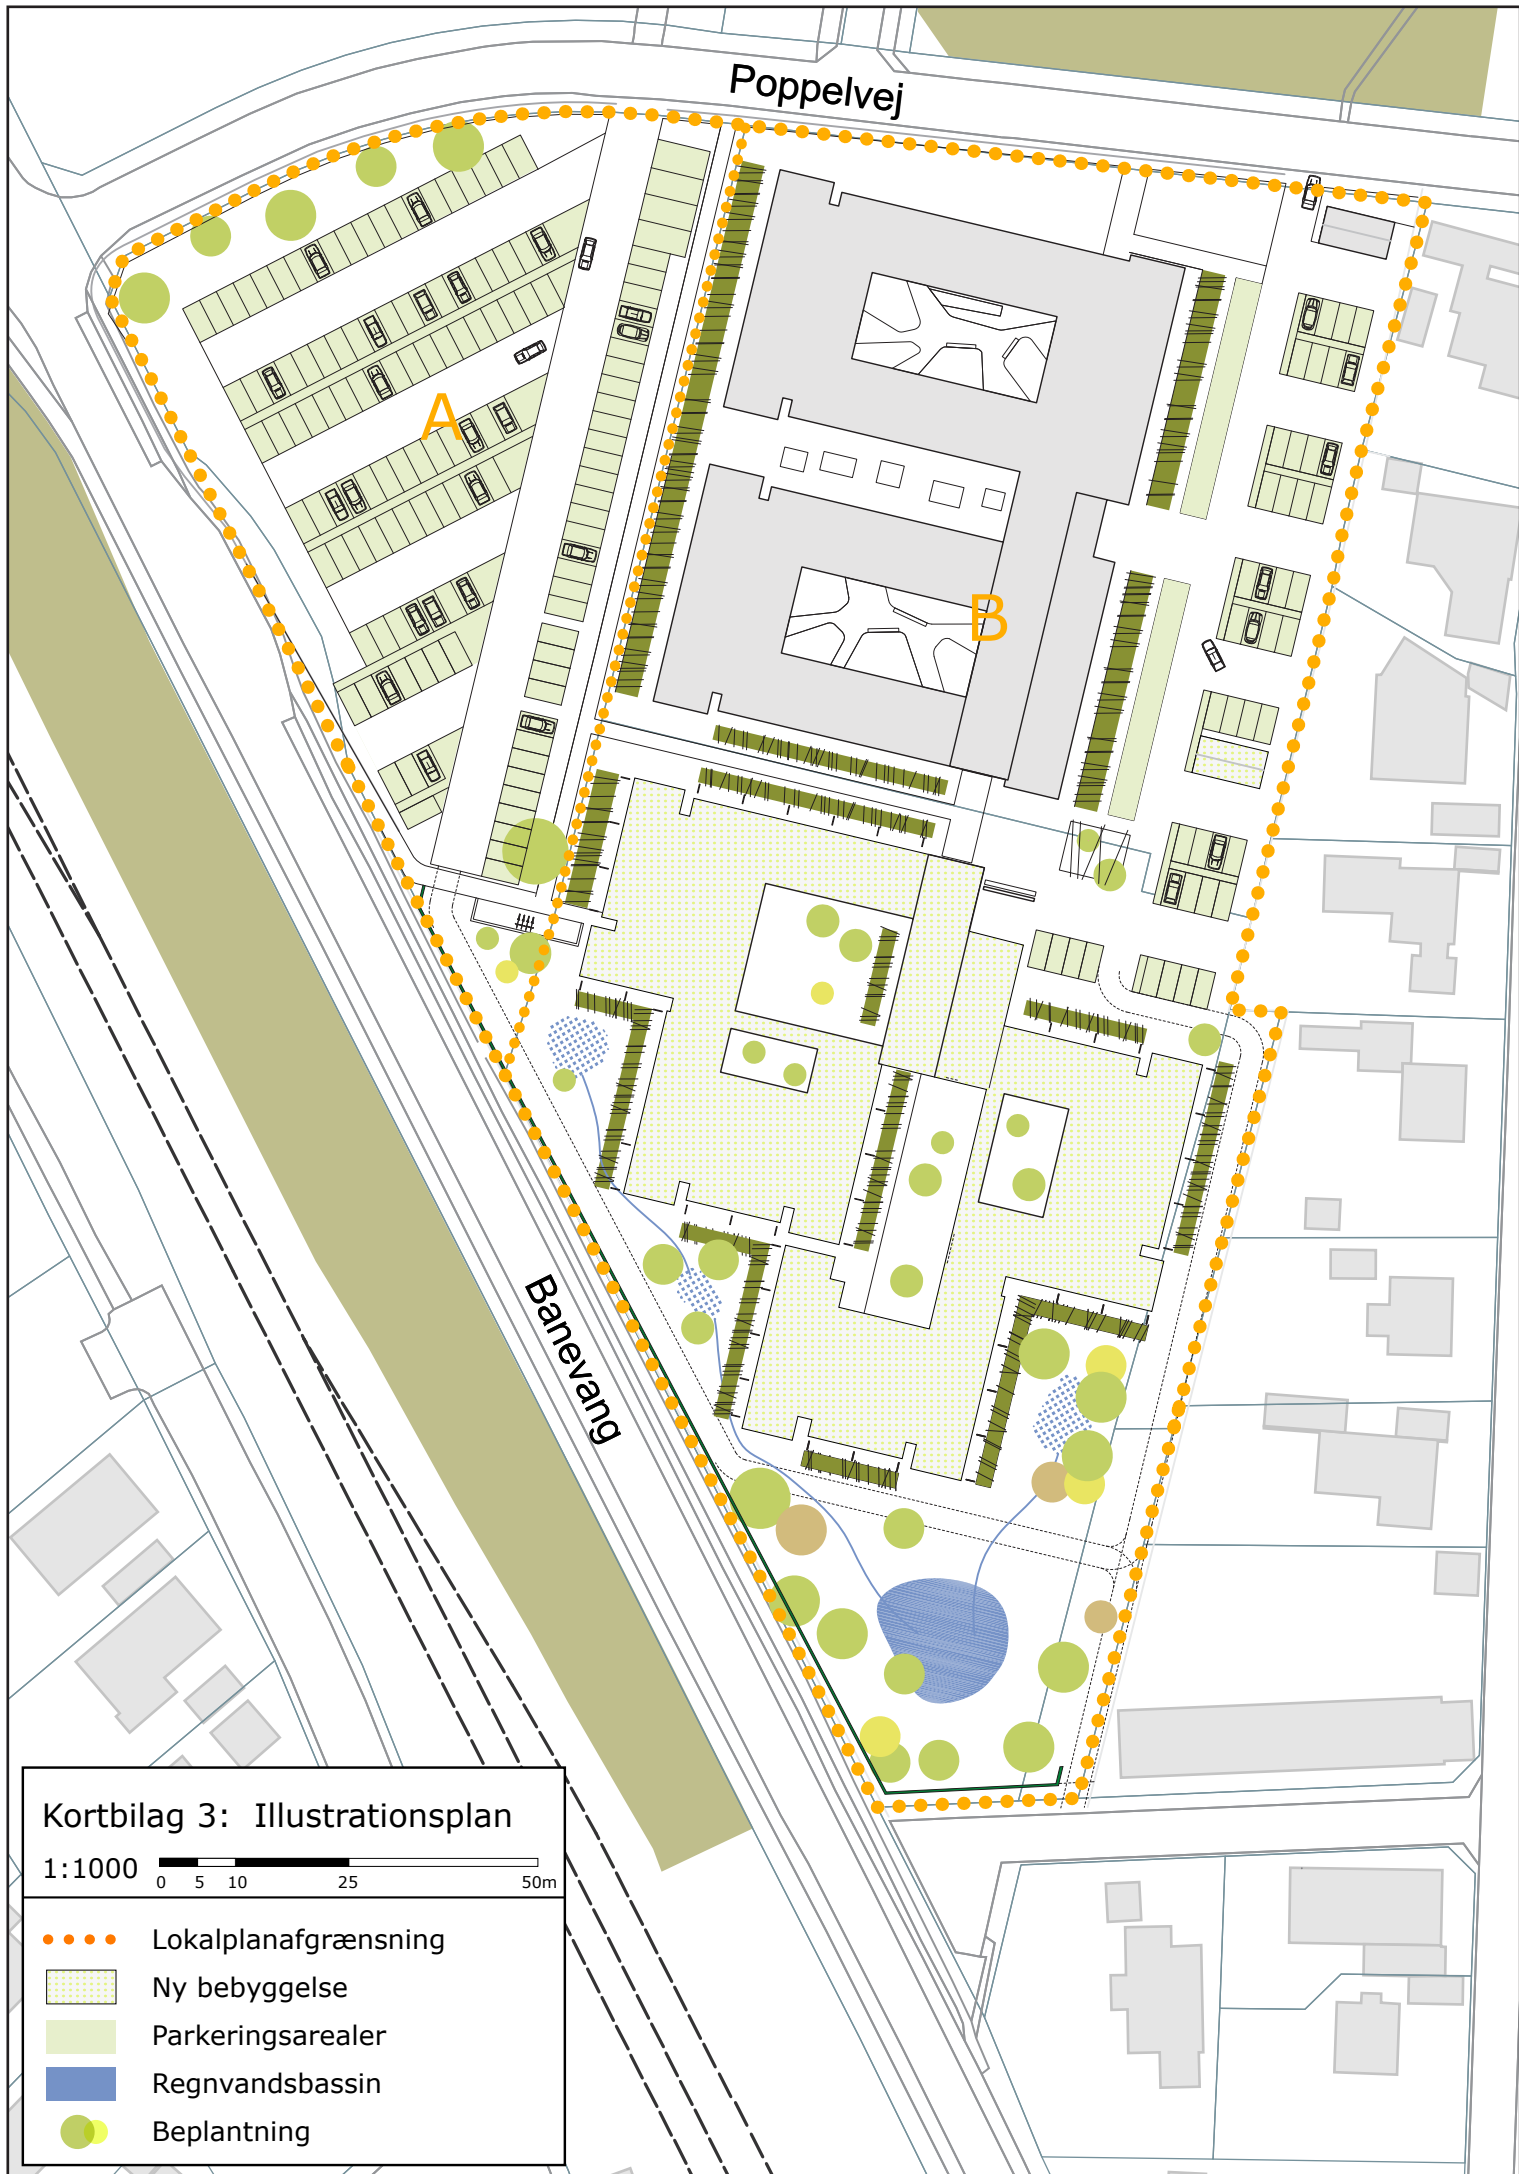 Poppelvej
A
B
Banevang
Kortbilag 3: Illustrationsplan
1:1000
0 5 10 25 50m
Lokalplanafgrænsning
Ny bebyggelse
Parkeringsarealer
Regnvandsbassin
Beplantning